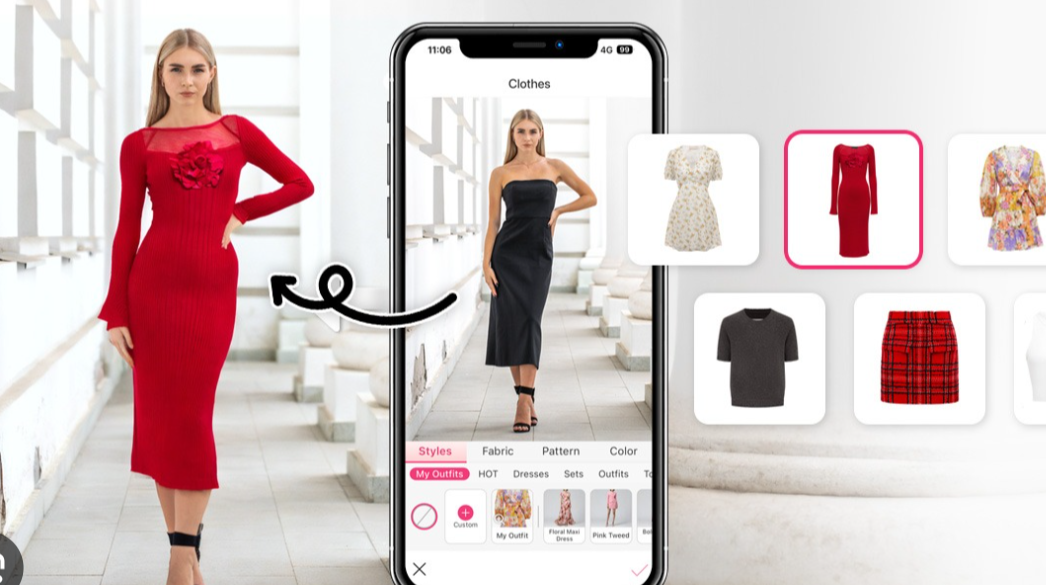 11:06
4G 99
Clothes
Styles Fabric Pattern Color
My Outfits HOT Dresses Sets Outfits To
Custom
My Outfit
Floral Maxi
Dress
Pink Tweed